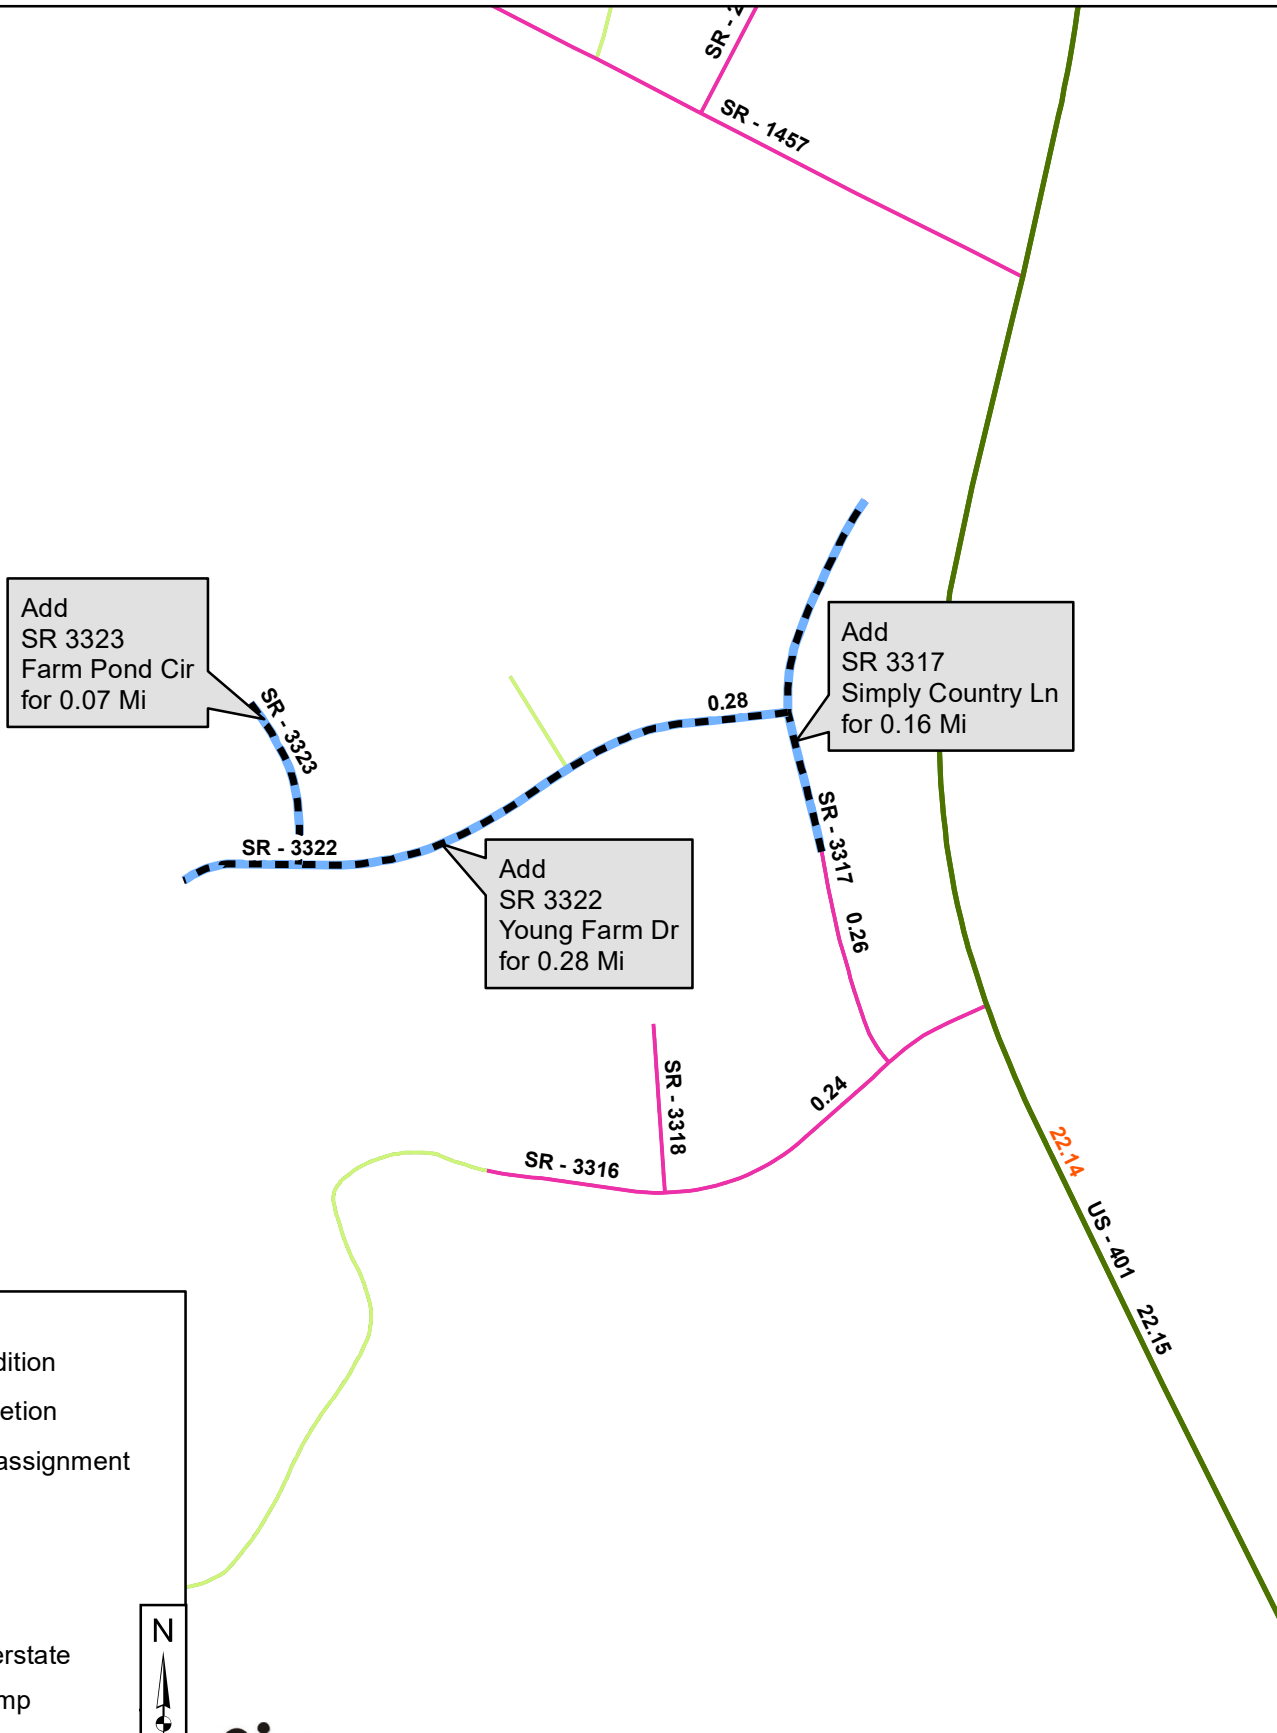 SR - 2
SR - 1457
Add
SR 3323
Farm Pond Cir
for 0.07 Mi
SR - 3323
0.28
Add
SR 3317
Simply Country Ln
for 0.16 Mi
SR - 3322
SR - 3317
0.26
Add
SR 3322
Young Farm Dr
for 0.28 Mi
SR - 3318
0.24
SR - 3316
22.14
US - 401
22.15
dition
etion
assignment
erstate
mp
N